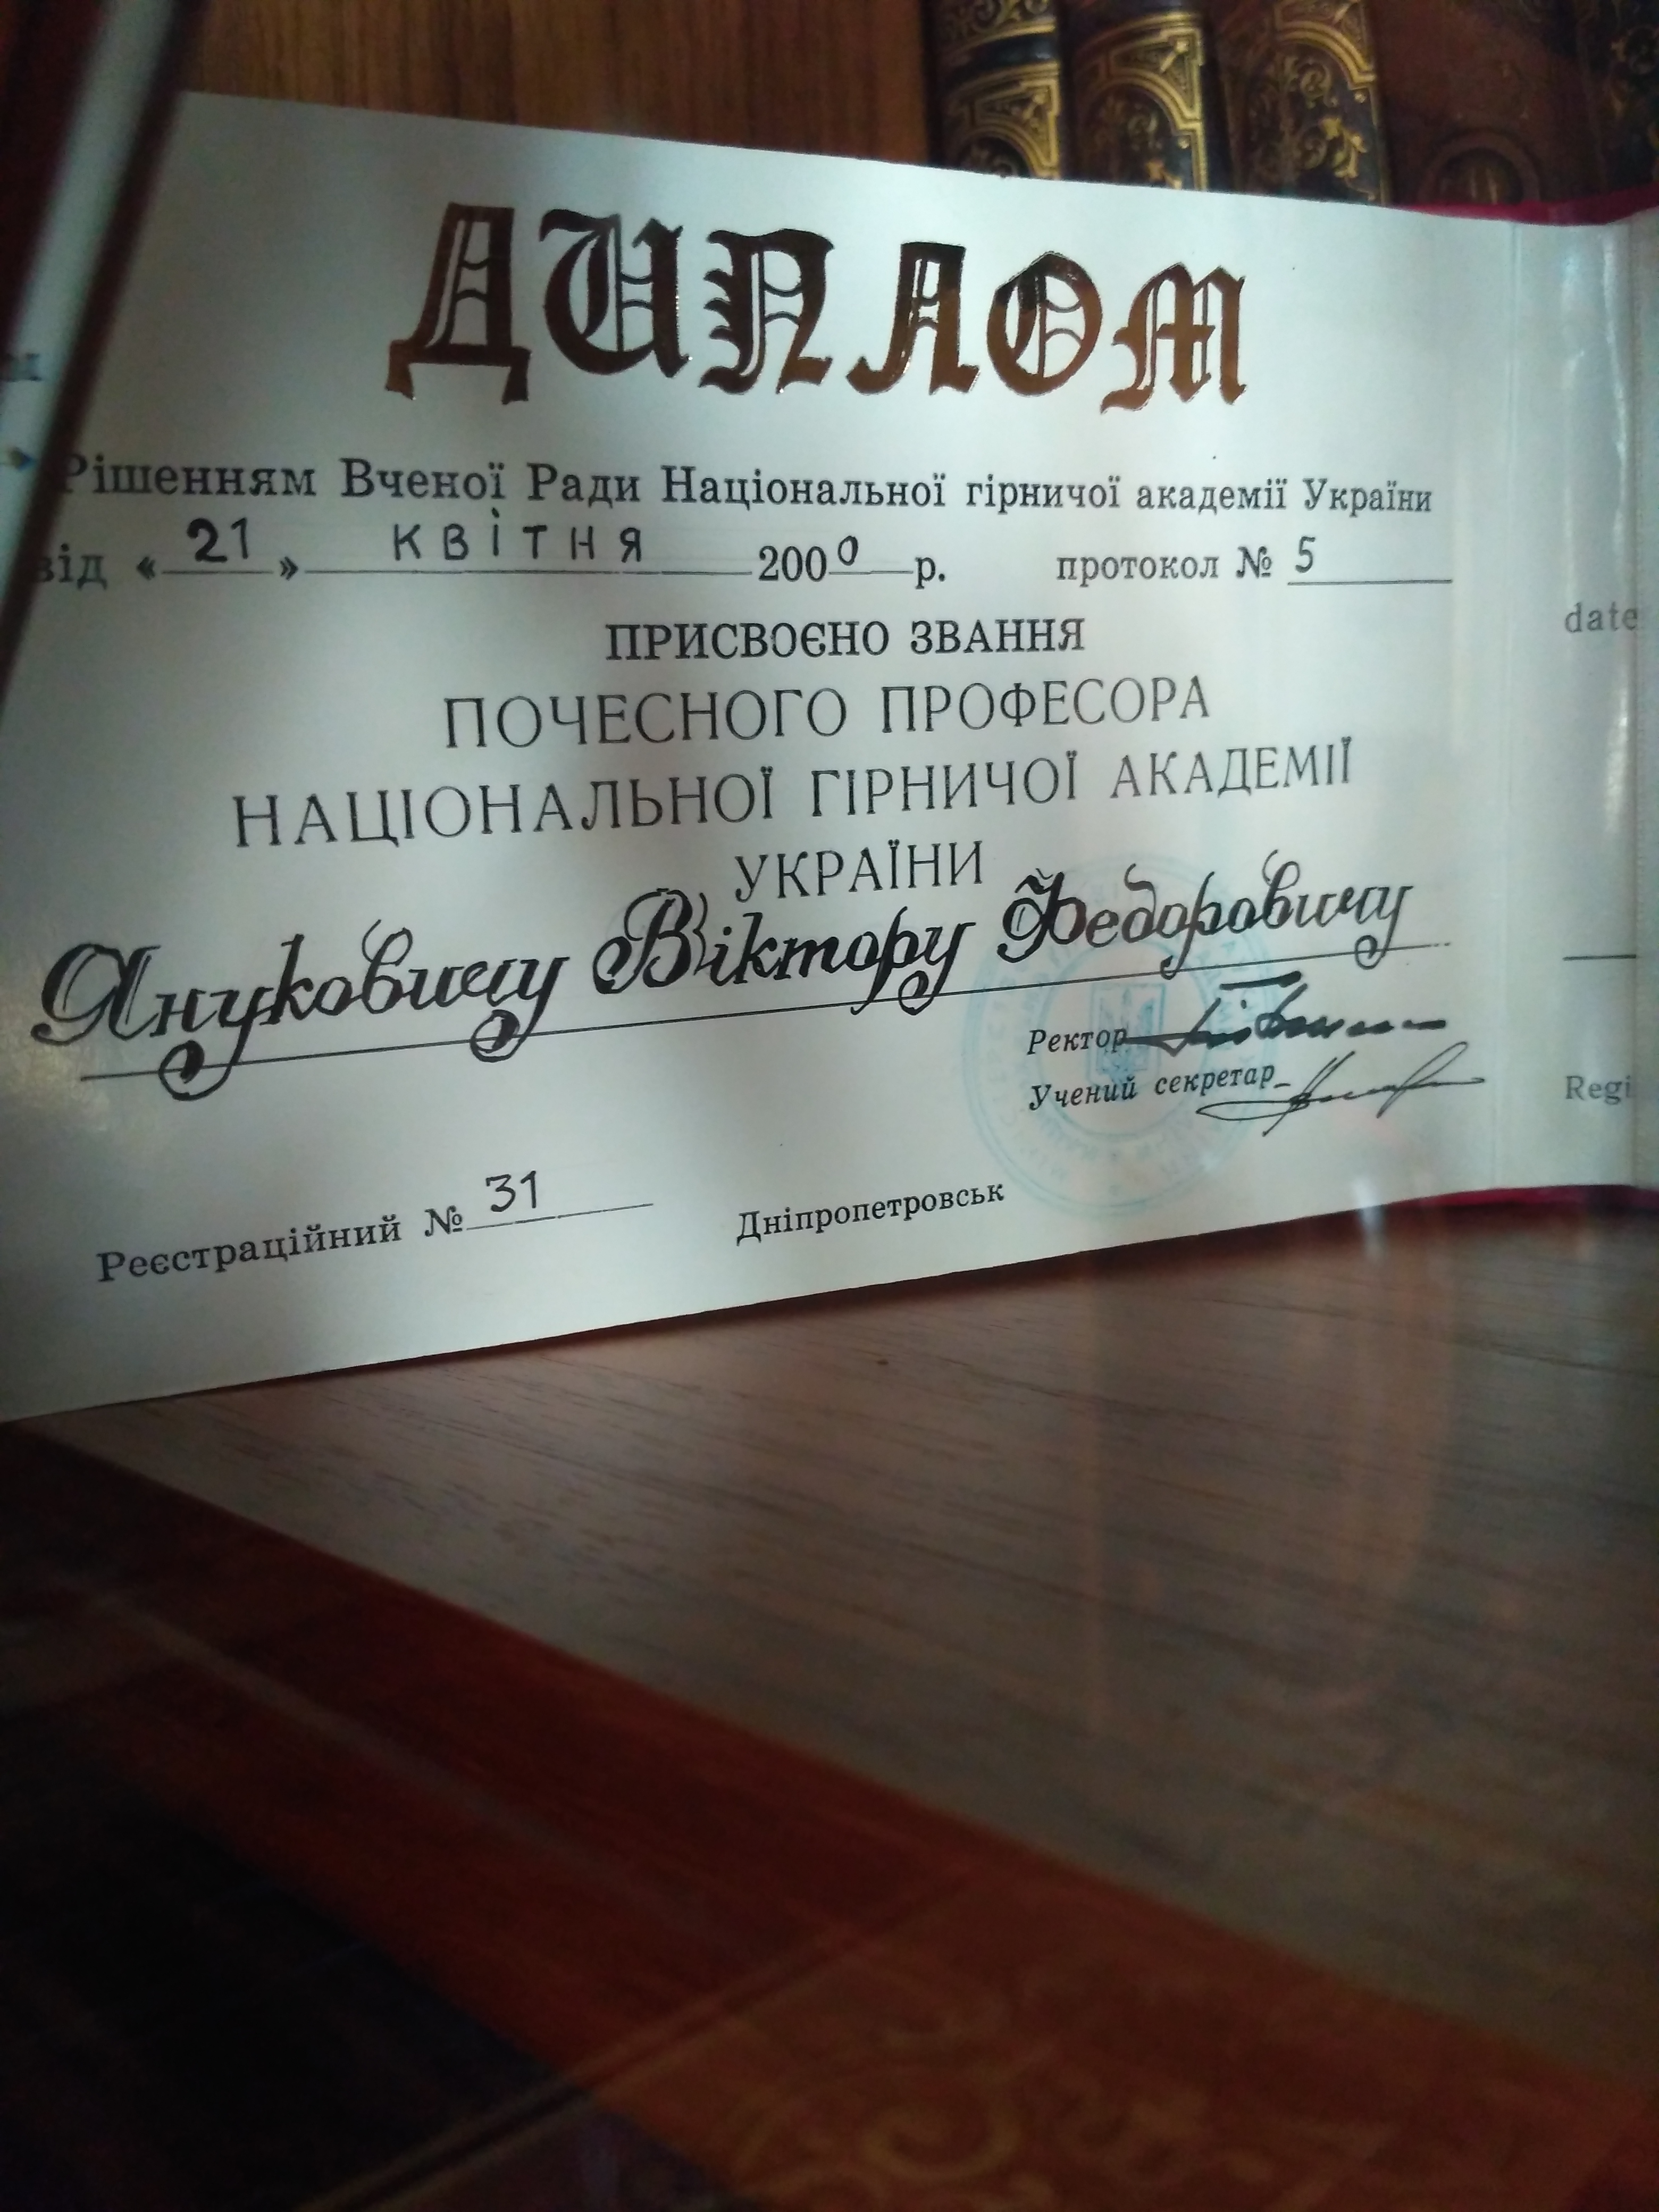 ДИПЛОМ
Рішенням Вченої Ради Національної гірничої академії України
від « 21 » квітня 2000 р. протокол № 5
ПРИСВОЄНО ЗВАННЯ
ПОЧЕСНОГО ПРОФЕСОРА
НАЦІОНАЛЬНОЇ ГІРНИЧОЇ АКАДЕМІЇ
УКРАЇНИ
Януковичу Віктору Федоровичу
Ректор
Учений секретар
Реєстраційний № 31 Дніпропетровськ
date
Regi